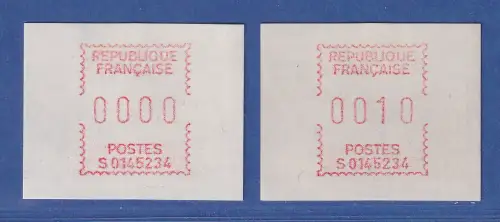 REPUBLIQUE
FRANÇAISE
0000
POSTES
S 0145234
REPUBLIQUE
FRANÇAISE
0010
POSTES
S 0145234